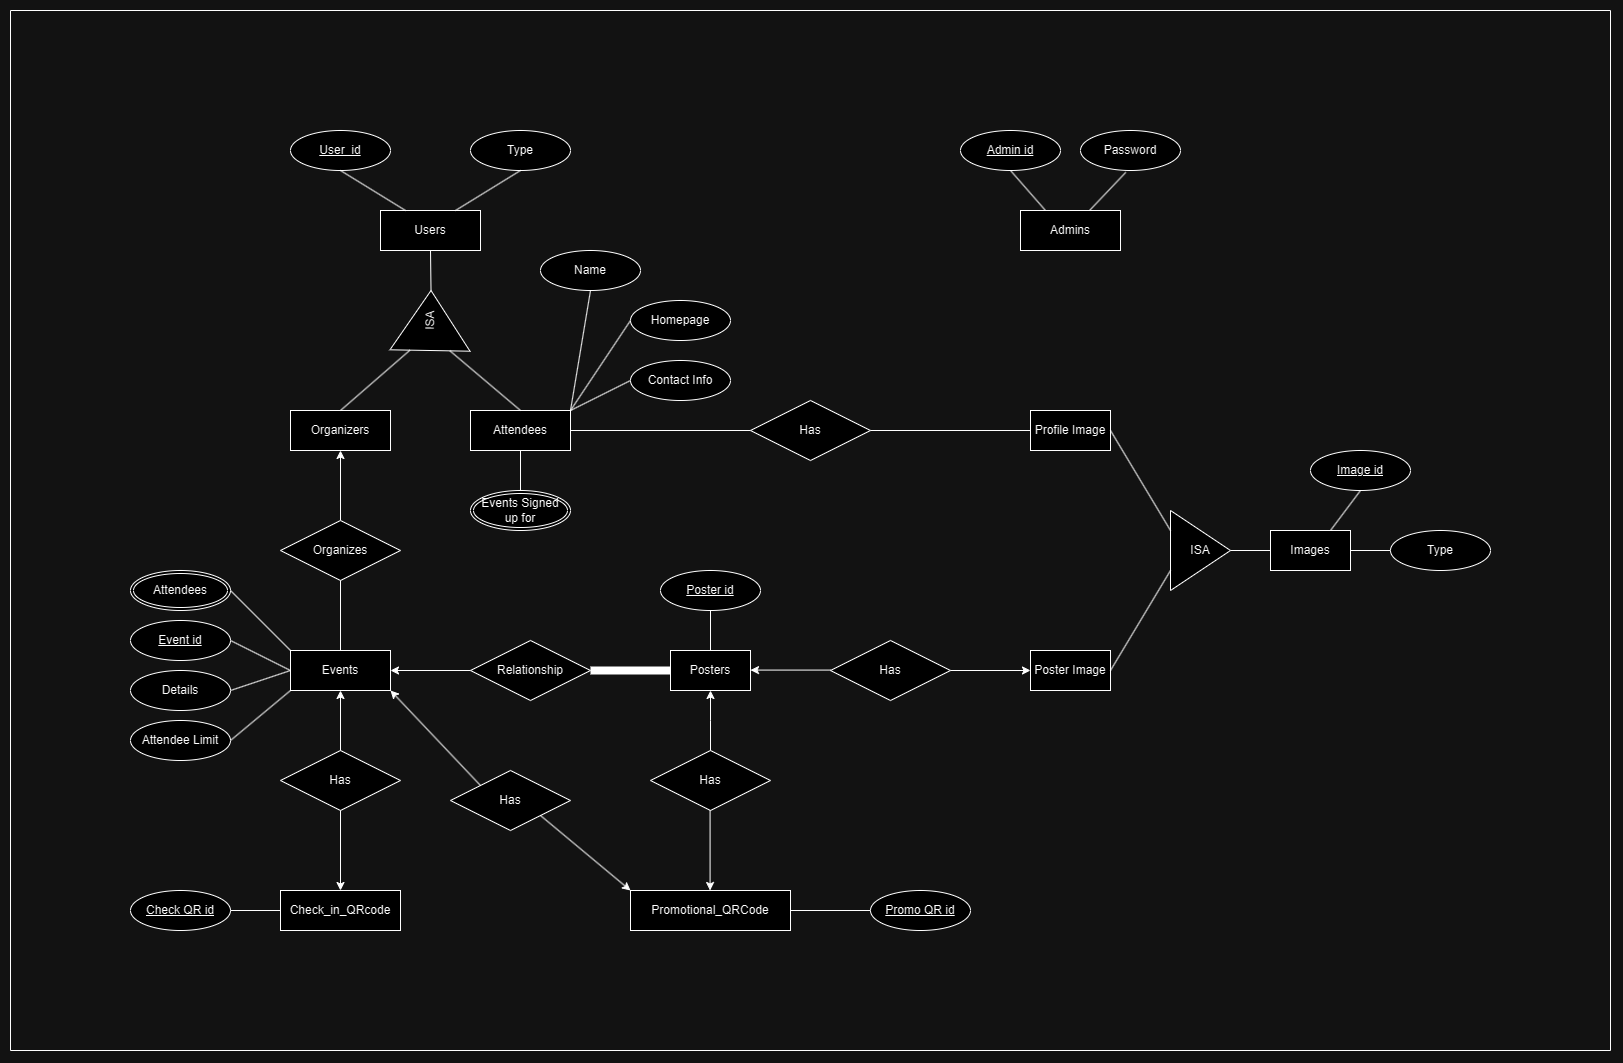 User_id
Type
Admin id
Password
Users
Admins
Name
ISA
Homepage
Contact Info
Organizers
Attendees
Has
Profile Image
Image id
Events Signed
up for
Organizes
ISA
Images
Type
Attendees
Poster id
Event id
Events
Relationship
Posters
Has
Poster Image
Details
Attendee Limit
Has
Has
Has
Check QR id
Check_in_QRcode
Promotional_QRCode
Promo QR id